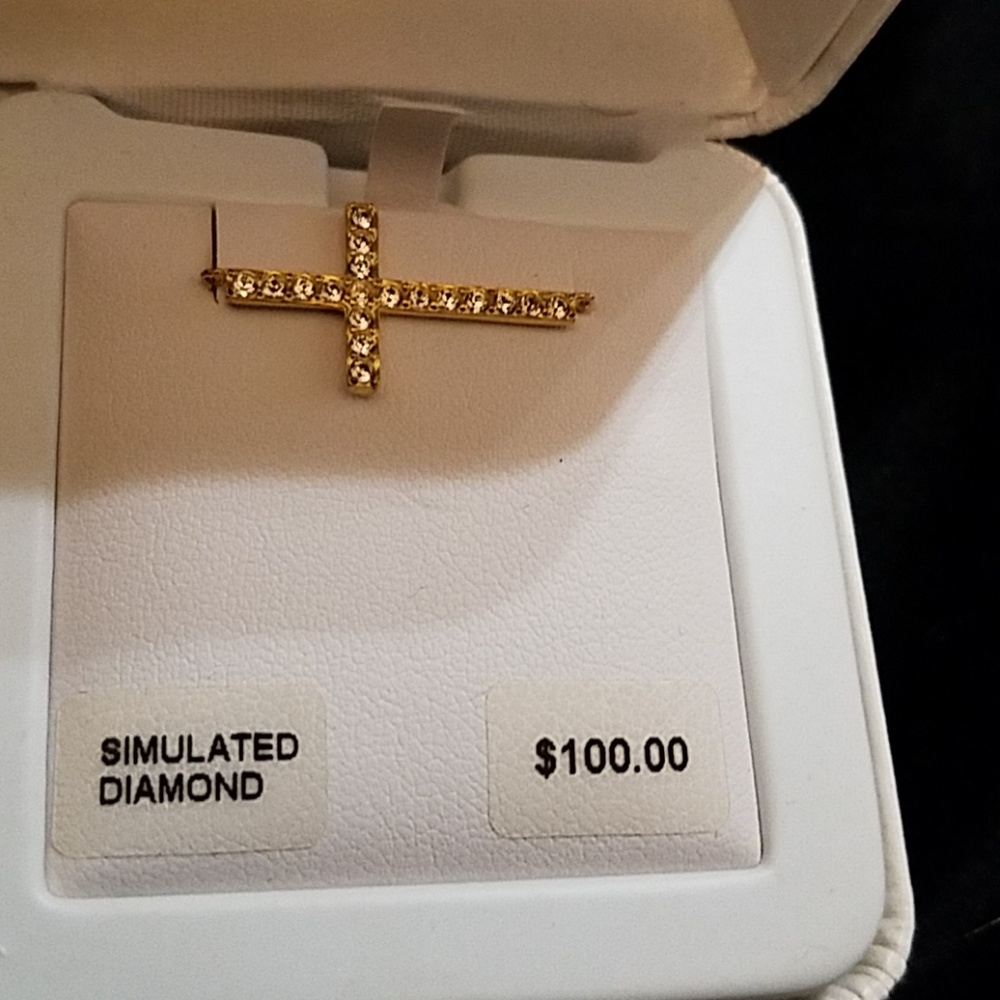 SIMULATED
DIAMOND
$100.00